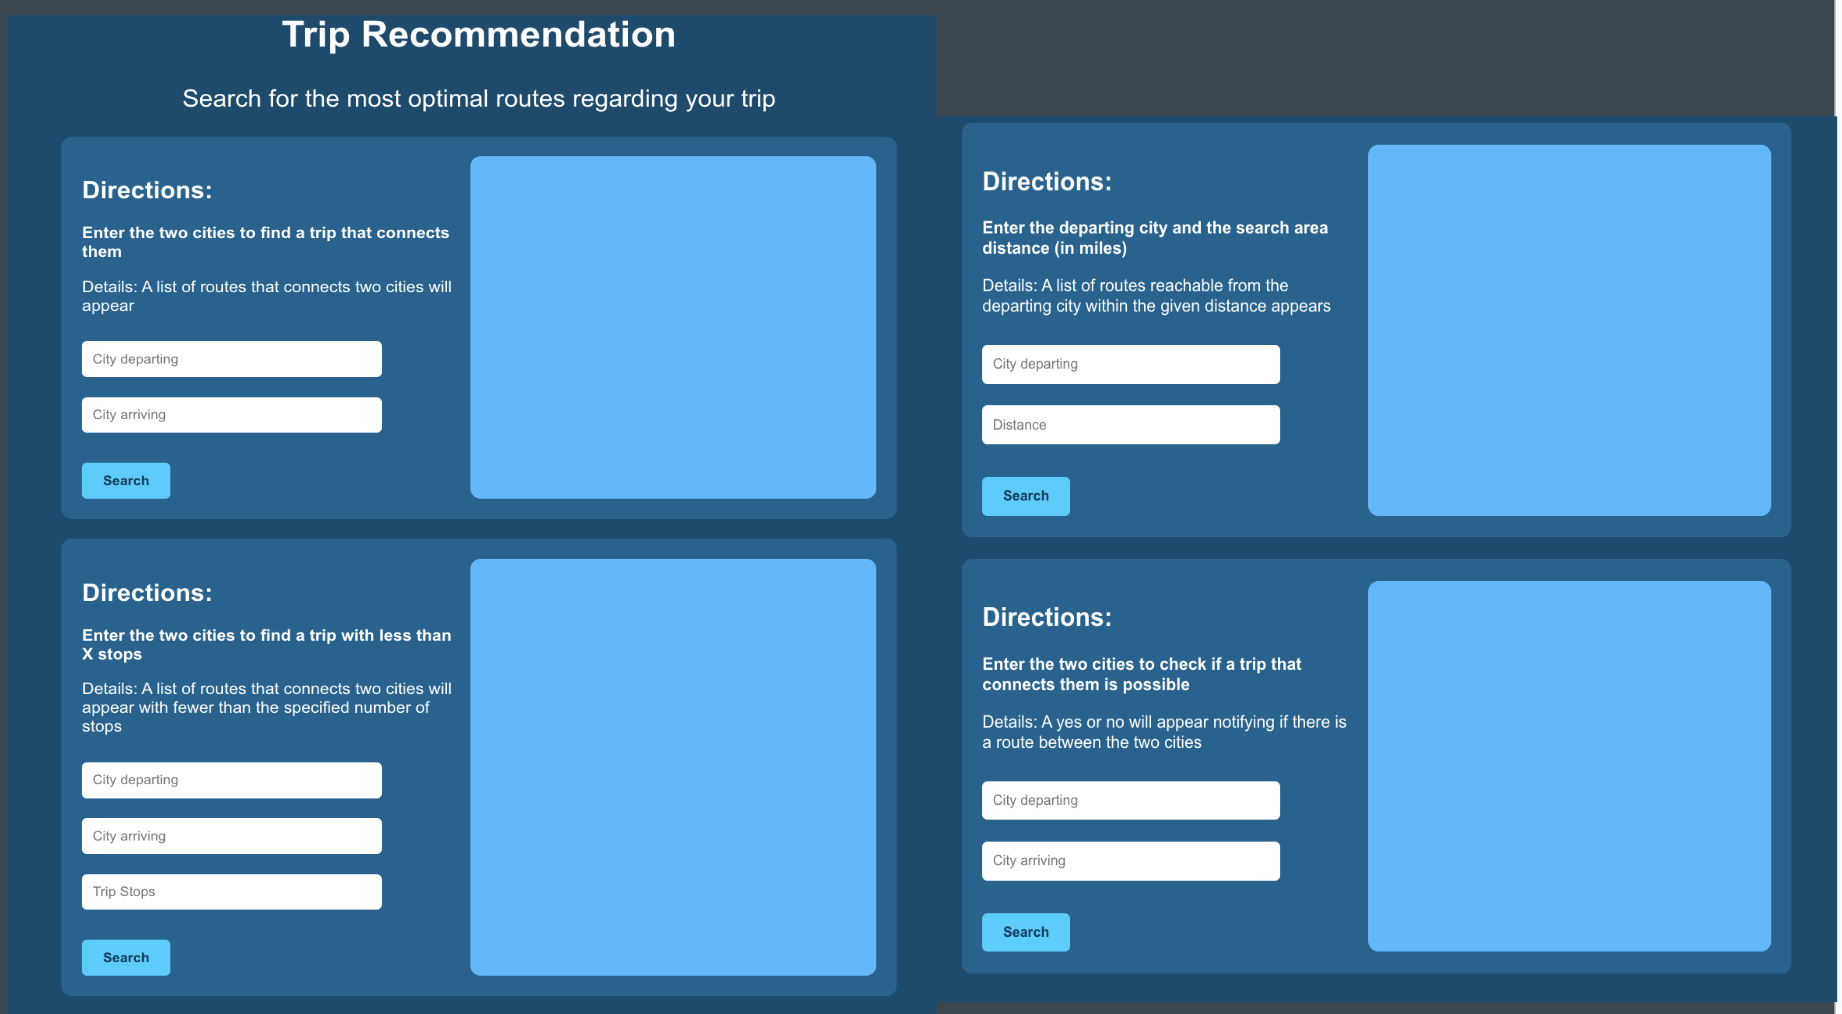 Trip Recommendation
Search for the most optimal routes regarding your trip
Directions:
Enter the two cities to find a trip that connects
them
Details: A list of routes that connects two cities will
appear
City departing
City arriving
Search
Directions:
Enter the two cities to find a trip with less than
X stops
Details: A list of routes that connects two cities will
appear with fewer than the specified number of
stops
City departing
City arriving
Trip Stops
Search
Directions:
Enter the departing city and the search area
distance (in miles)
Details: A list of routes reachable from the
departing city within the given distance appears
City departing
Distance
Search
Directions:
Enter the two cities to check if a trip that
connects them is possible
Details: A yes or no will appear notifying if there is
a route between the two cities
City departing
City arriving
Search